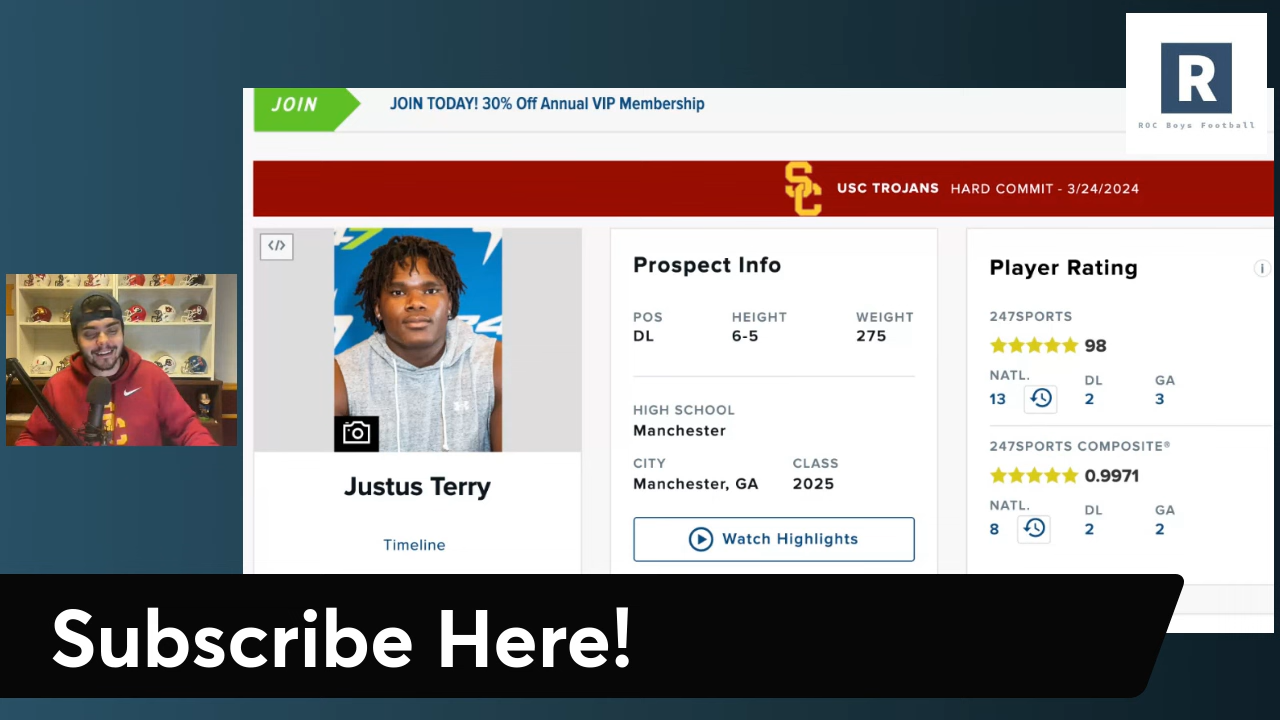 JOIN
JOIN TODAY! 30% Off Annual VIP Membership
R
ROC Boys Football
SC
USC TROJANS HARD COMMIT - 3/24/2024
</>
Justus Terry
Timeline
Prospect Info
POS HEIGHT WEIGHT
DL 6-5 275
HIGH SCHOOL
Manchester
CITY CLASS
Manchester, GA 2025
Watch Highlights
Player Rating
i
247SPORTS
98
NATL. DL GA
13 2 3
247SPORTS COMPOSITE®
0.9971
NATL. DL GA
8 2 2
Subscribe Here!